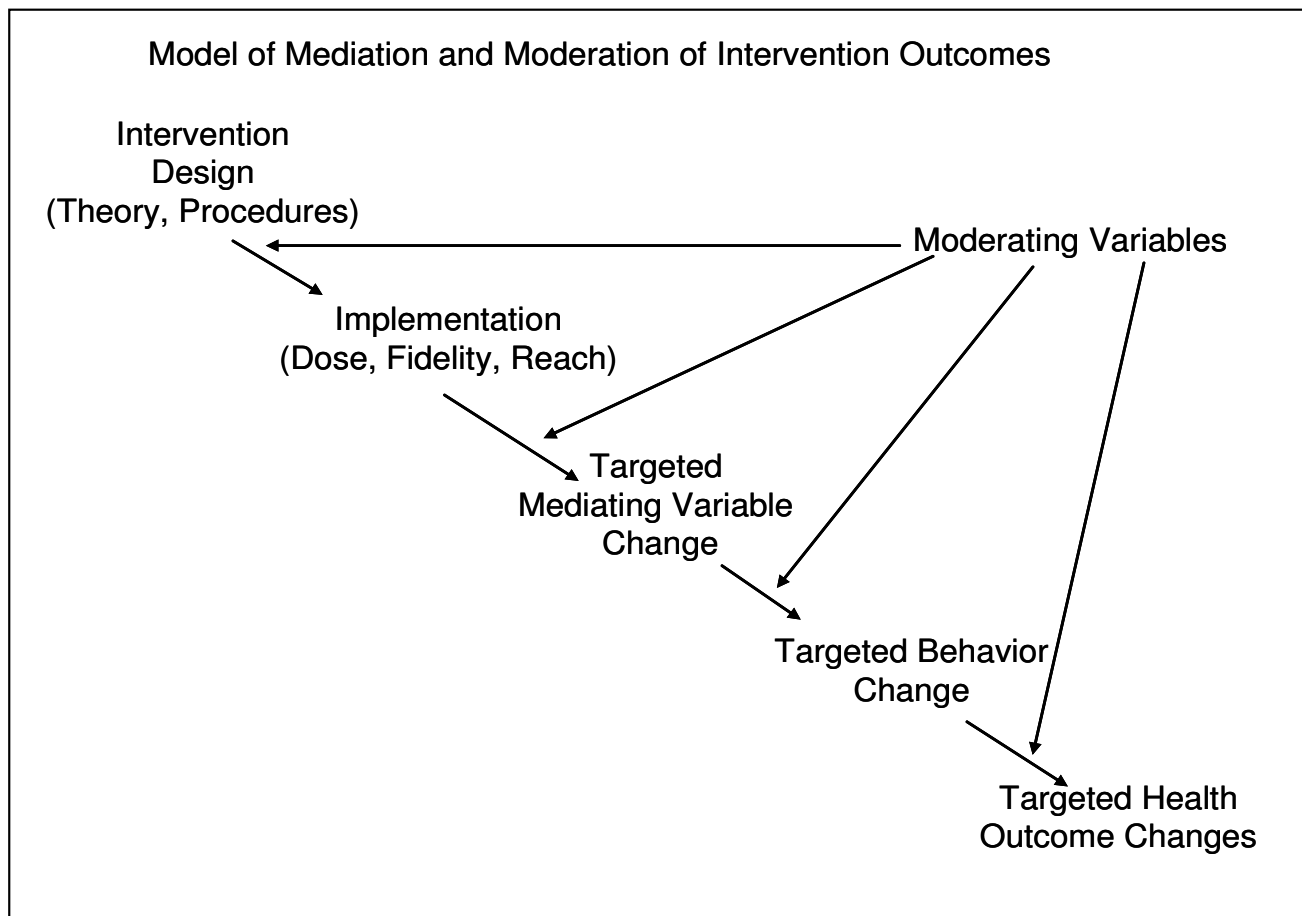 Model of Mediation and Moderation of Intervention Outcomes
Intervention
Design
(Theory, Procedures)
Moderating Variables
Implementation
(Dose, Fidelity, Reach)
Targeted
Mediating Variable
Change
Targeted Behavior
Change
Targeted Health
Outcome Changes